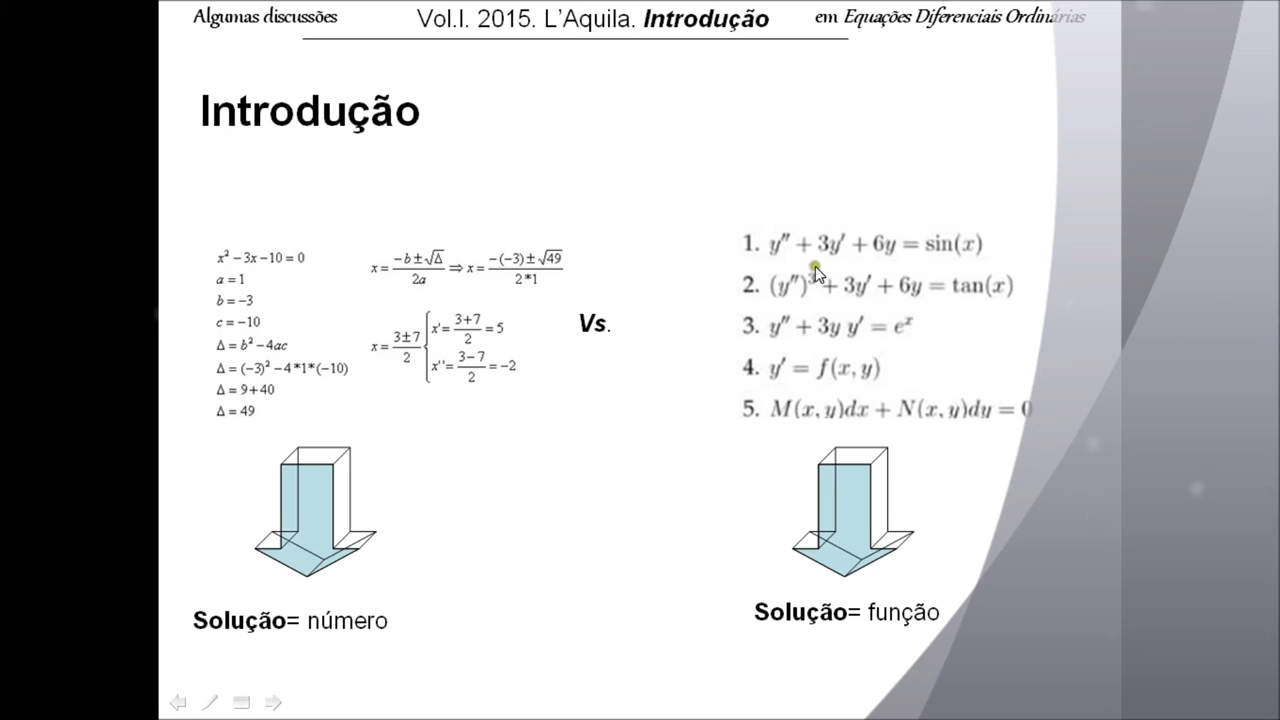 Algumas discussões Vol.I. 2015. L'Aquila. Introdução em Equações Diferenciais Ordinárias
Introdução
x² − 3x − 10 = 0
a = 1
b = −3
c = −10
Δ = b² − 4ac
Δ = (−3)² − 4*1*(−10)
Δ = 9 + 40
Δ = 49
x = (−b ± √Δ)/2a ⇒ x = (−(−3) ± √49)/(2*1)
x = (3 ± 7)/2 { x' = (3+7)/2 = 5
x'' = (3−7)/2 = −2
Vs.
1. y'' + 3y' + 6y = sin(x)
2. (y'')³ + 3y' + 6y = tan(x)
3. y'' + 3y y' = eˣ
4. y' = f(x, y)
5. M(x, y)dx + N(x, y)dy = 0
Solução= número
Solução= função